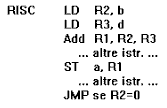 RISC LD R2, b
LD R3, d
Add R1, R2, R3
... altre istr. ...
ST a, R1
... altre istr. ...
JMP se R2=0